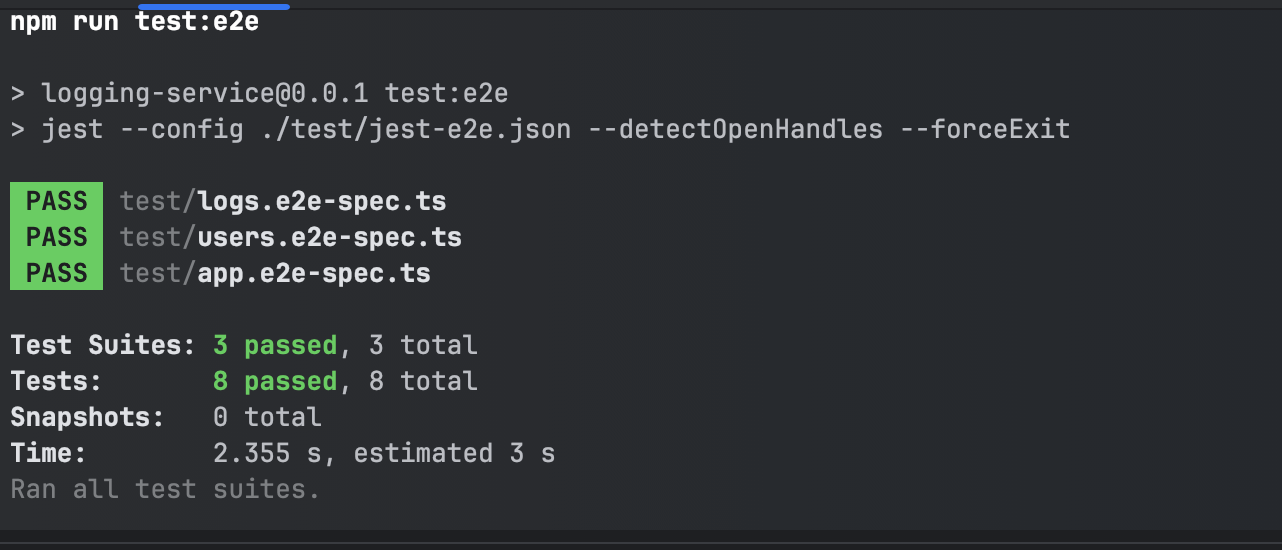 npm run test:e2e
> logging-service@0.0.1 test:e2e
> jest --config ./test/jest-e2e.json --detectOpenHandles --forceExit
PASS test/logs.e2e-spec.ts
PASS test/users.e2e-spec.ts
PASS test/app.e2e-spec.ts
Test Suites: 3 passed, 3 total
Tests: 8 passed, 8 total
Snapshots: 0 total
Time: 2.355 s, estimated 3 s
Ran all test suites.